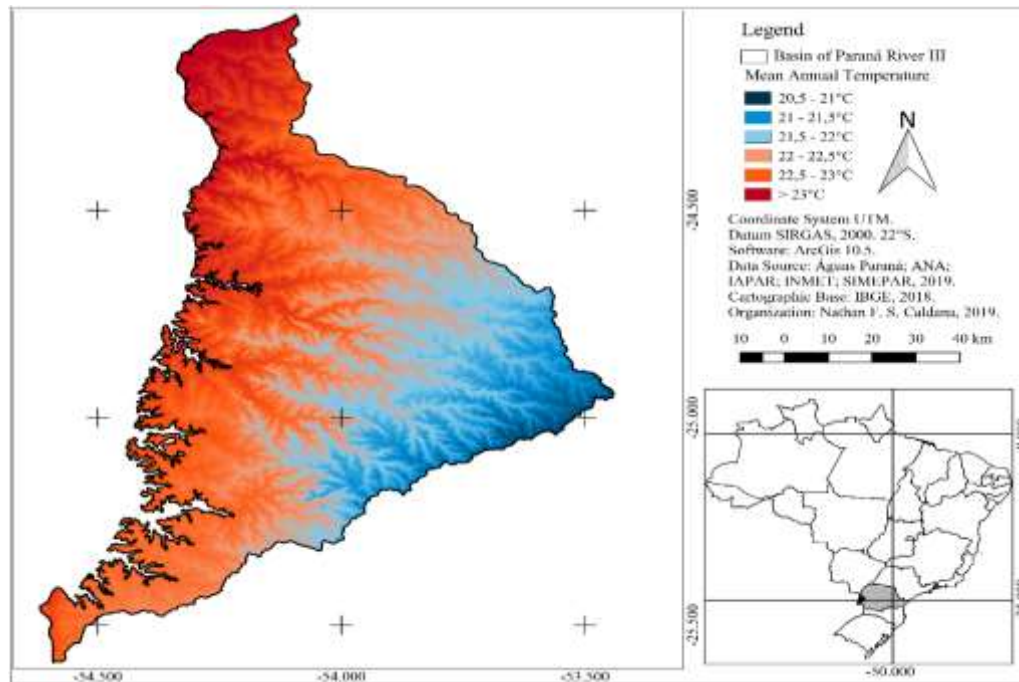 Legend
Basin of Paraná River III
Mean Annual Temperature
20,5 - 21°C
21 - 21,5°C
21,5 - 22°C
22 - 22,5°C
22,5 - 23°C
> 23°C
N
Coordinate System UTM.
Datum SIRGAS, 2000. 22°S.
Software: ArcGis 10.5.
Data Source: Águas Paraná; ANA;
IAPAR; INMET; SIMEPAR, 2019.
Cartographic Base: IBGE, 2018.
Organization: Nathan F. S. Caldana, 2019.
10 0 10 20 30 40 km
-24.500
-25.000
-25.500
-54.500
-54.000
-53.500
-50.000